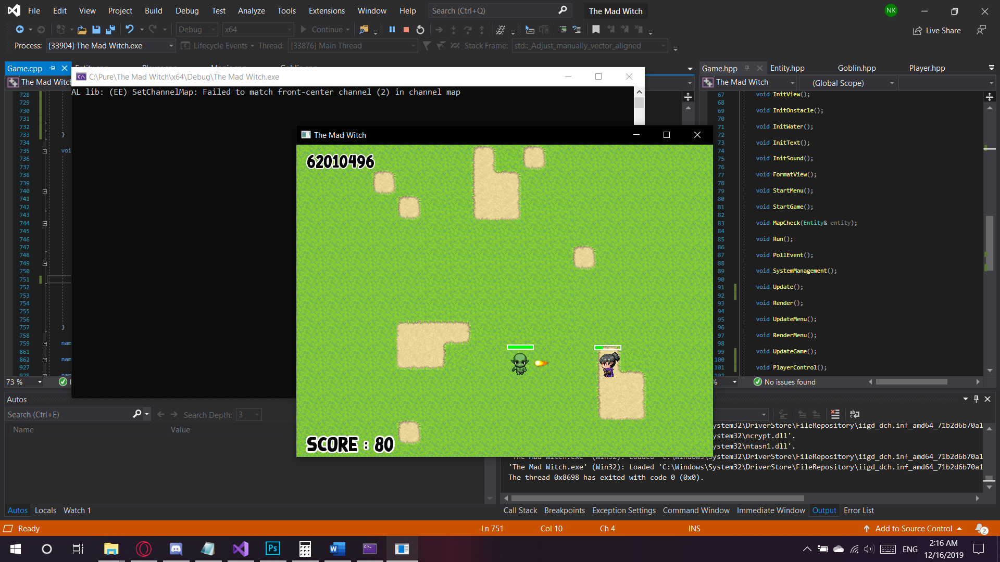 File Edit View Project Build Debug Test Analyze Tools Extensions Window Help Search (Ctrl+Q) The Mad Witch NK
Debug x64 Continue Live Share
Process: [33904] The Mad Witch.exe Lifecycle Events Thread: [33876] Main Thread Stack Frame: std::_Adjust_manually_vector_aligned
Game.cpp
The Mad Witch
C:\Pure\The Mad Witch\x64\Debug\The Mad Witch.exe
AL lib: (EE) SetChannelMap: Failed to match front-center channel (2) in channel map
728
729
730
731
732
733 }
734
735 voi
736
737
738
739
740
741
742
743
744
745
746
747
748
749
750
751
752
753
754
755
756
757 }
758
759 nam
861
862 nam
927
928 nam
73 %
The Mad Witch
62010496
SCORE : 80
Game.hpp Entity.hpp Goblin.hpp Player.hpp
The Mad Witch (Global Scope)
67 void InitView();
68
69 void InitOnstacle();
70
71 void InitWater();
72
73 void InitText();
74
75 void InitSound();
76
77 void FormatView();
78
79 void StartMenu();
80
81 void StartGame();
82
83 void MapCheck(Entity& entity);
84
85 void Run();
86
87 void PollEvent();
88
89 void SystemManagement();
90
91 void Update();
92
93 void Render();
94
95 void UpdateMenu();
96
97 void RenderMenu();
98
99 void UpdateGame();
100
101 void PlayerControl();
102
% No issues found
Autos
Search (Ctrl+E) Search Depth: 3
Name Value
ystem32\DriverStore\FileRepository\iigd_dch.inf_amd64_71b2d6b70a1
ystem32\ncrypt.dll'.
ystem32\ntasn1.dll'.
'The Mad Witch.exe' (Win32): Loaded 'C:\Windows\System32\DriverStore\FileRepository\iigd_dch.inf_amd64_71b2d6b70a1
'The Mad Witch.exe' (Win32): Loaded 'C:\Windows\System32\DriverStore\FileRepository\iigd_dch.inf_amd64_71b2d6b70a1
The thread 0x8698 has exited with code 0 (0x0).
Autos Locals Watch 1
Call Stack Breakpoints Exception Settings Command Window Immediate Window Output Error List
Ready Ln 751 Col 10 Ch 4 INS Add to Source Control 2
Ps ENG 2:16 AM
12/16/2019